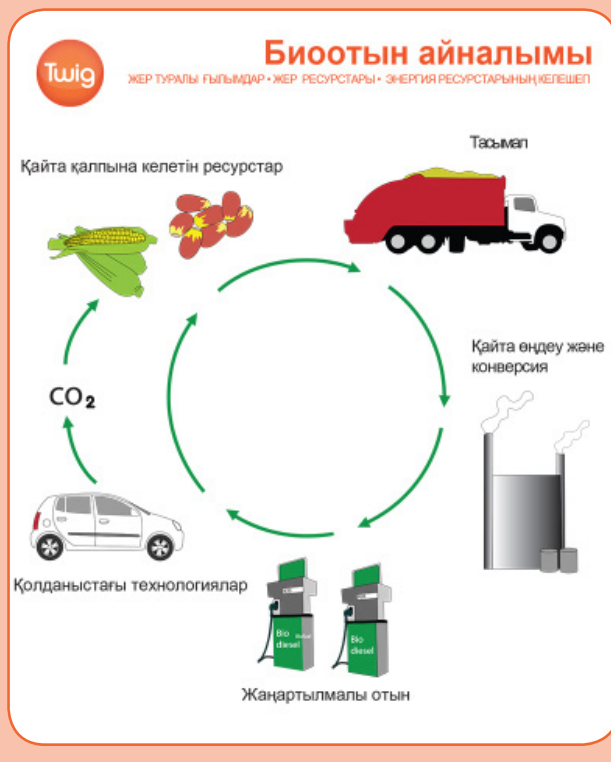 Twig
Биоотын айналымы
ЖЕР ТУРАЛЫ ҒЫЛЫМДАР • ЖЕР РЕСУРСТАРЫ • ЭНЕРГИЯ РЕСУРСТАРЫНЫҢ КЕЛЕШЕГІ
Тасымал
Қайта қалпына келетін ресурстар
Қайта өңдеу және
конверсия
CO2
Қолданыстағы технологиялар
Bio
diesel
Bio
diesel
Жаңартылмалы отын